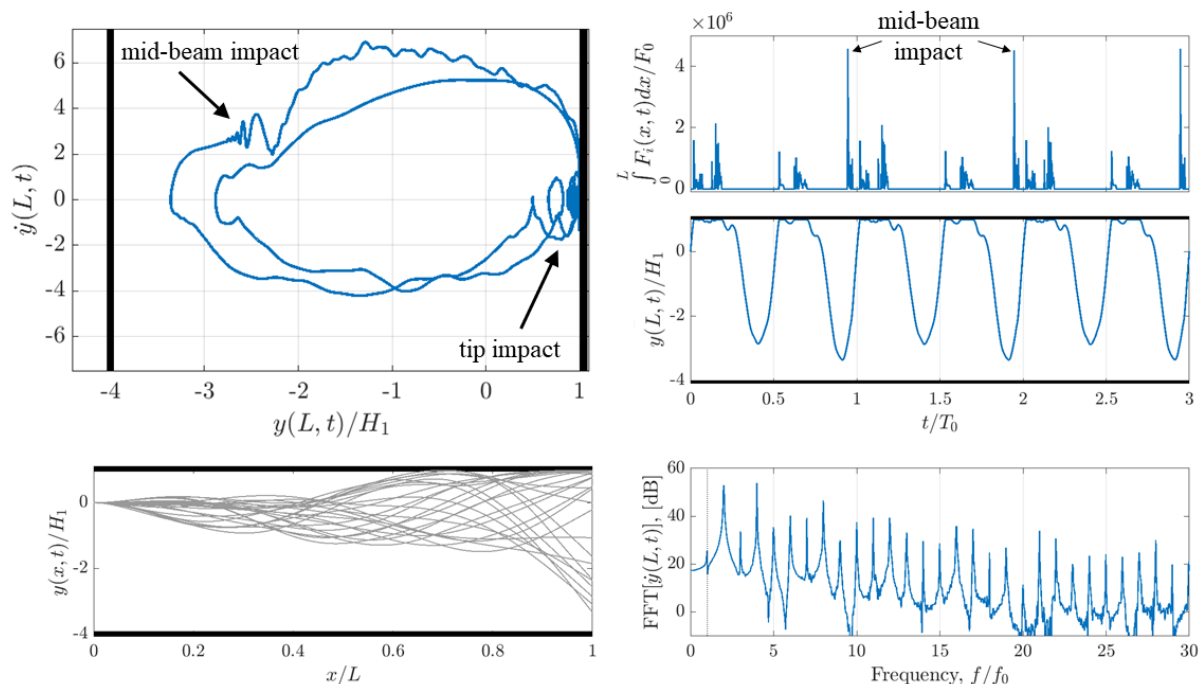 mid-beam impact
tip impact
ẏ(L, t)
6
4
2
0
-2
-4
-6
-4 -3 -2 -1 0 1
y(L, t)/H₁
×10⁶
mid-beam
impact
∫₀ᴸ Fᵢ(x, t)dx/F₀
4
2
0
y(L, t)/H₁
0
-2
-4
0 0.5 1 1.5 2 2.5 3
t/T₀
y(x, t)/H₁
0
-2
-4
0 0.2 0.4 0.6 0.8 1
x/L
FFT[ẏ(L, t)], [dB]
60
40
20
0
0 5 10 15 20 25 30
Frequency, f/f₀